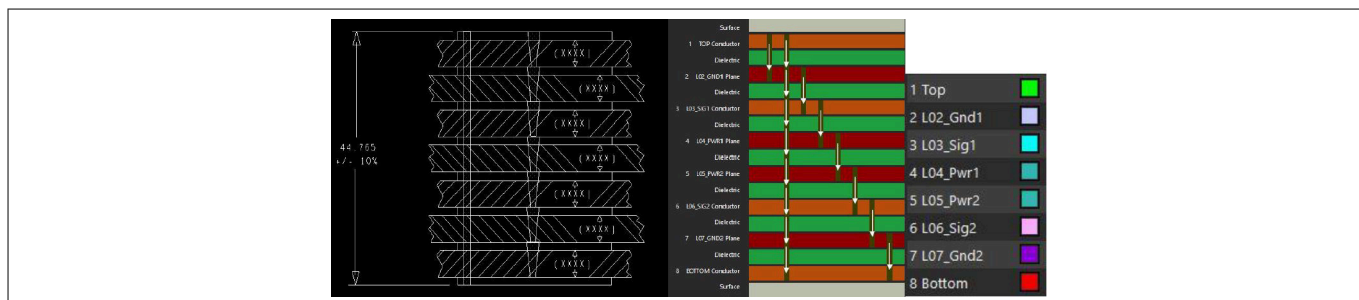 44.765
+/- 10%
(XXXX)
(XXXX)
(XXXX)
(XXXX)
(XXXX)
(XXXX)
(XXXX)
Surface
1 TOP Conductor
Dielectric
2 L02_GND1 Plane
Dielectric
3 L03_SIG1 Conductor
Dielectric
4 L04_PWR1 Plane
Dielectric
5 L05_PWR2 Plane
Dielectric
6 L06_SIG2 Conductor
Dielectric
7 L07_GND2 Plane
Dielectric
8 BOTTOM Conductor
Surface
1 Top
2 L02_Gnd1
3 L03_Sig1
4 L04_Pwr1
5 L05_Pwr2
6 L06_Sig2
7 L07_Gnd2
8 Bottom